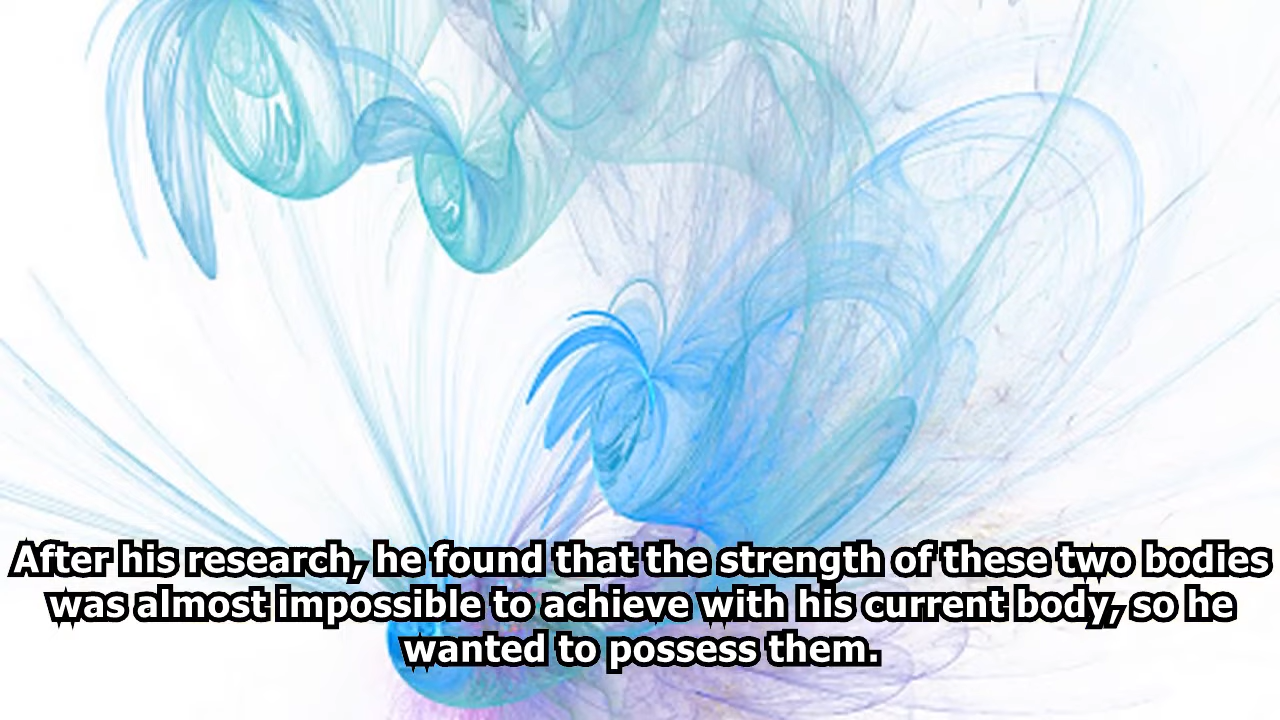 After his research, he found that the strength of these two bodies
was almost impossible to achieve with his current body, so he
wanted to possess them.